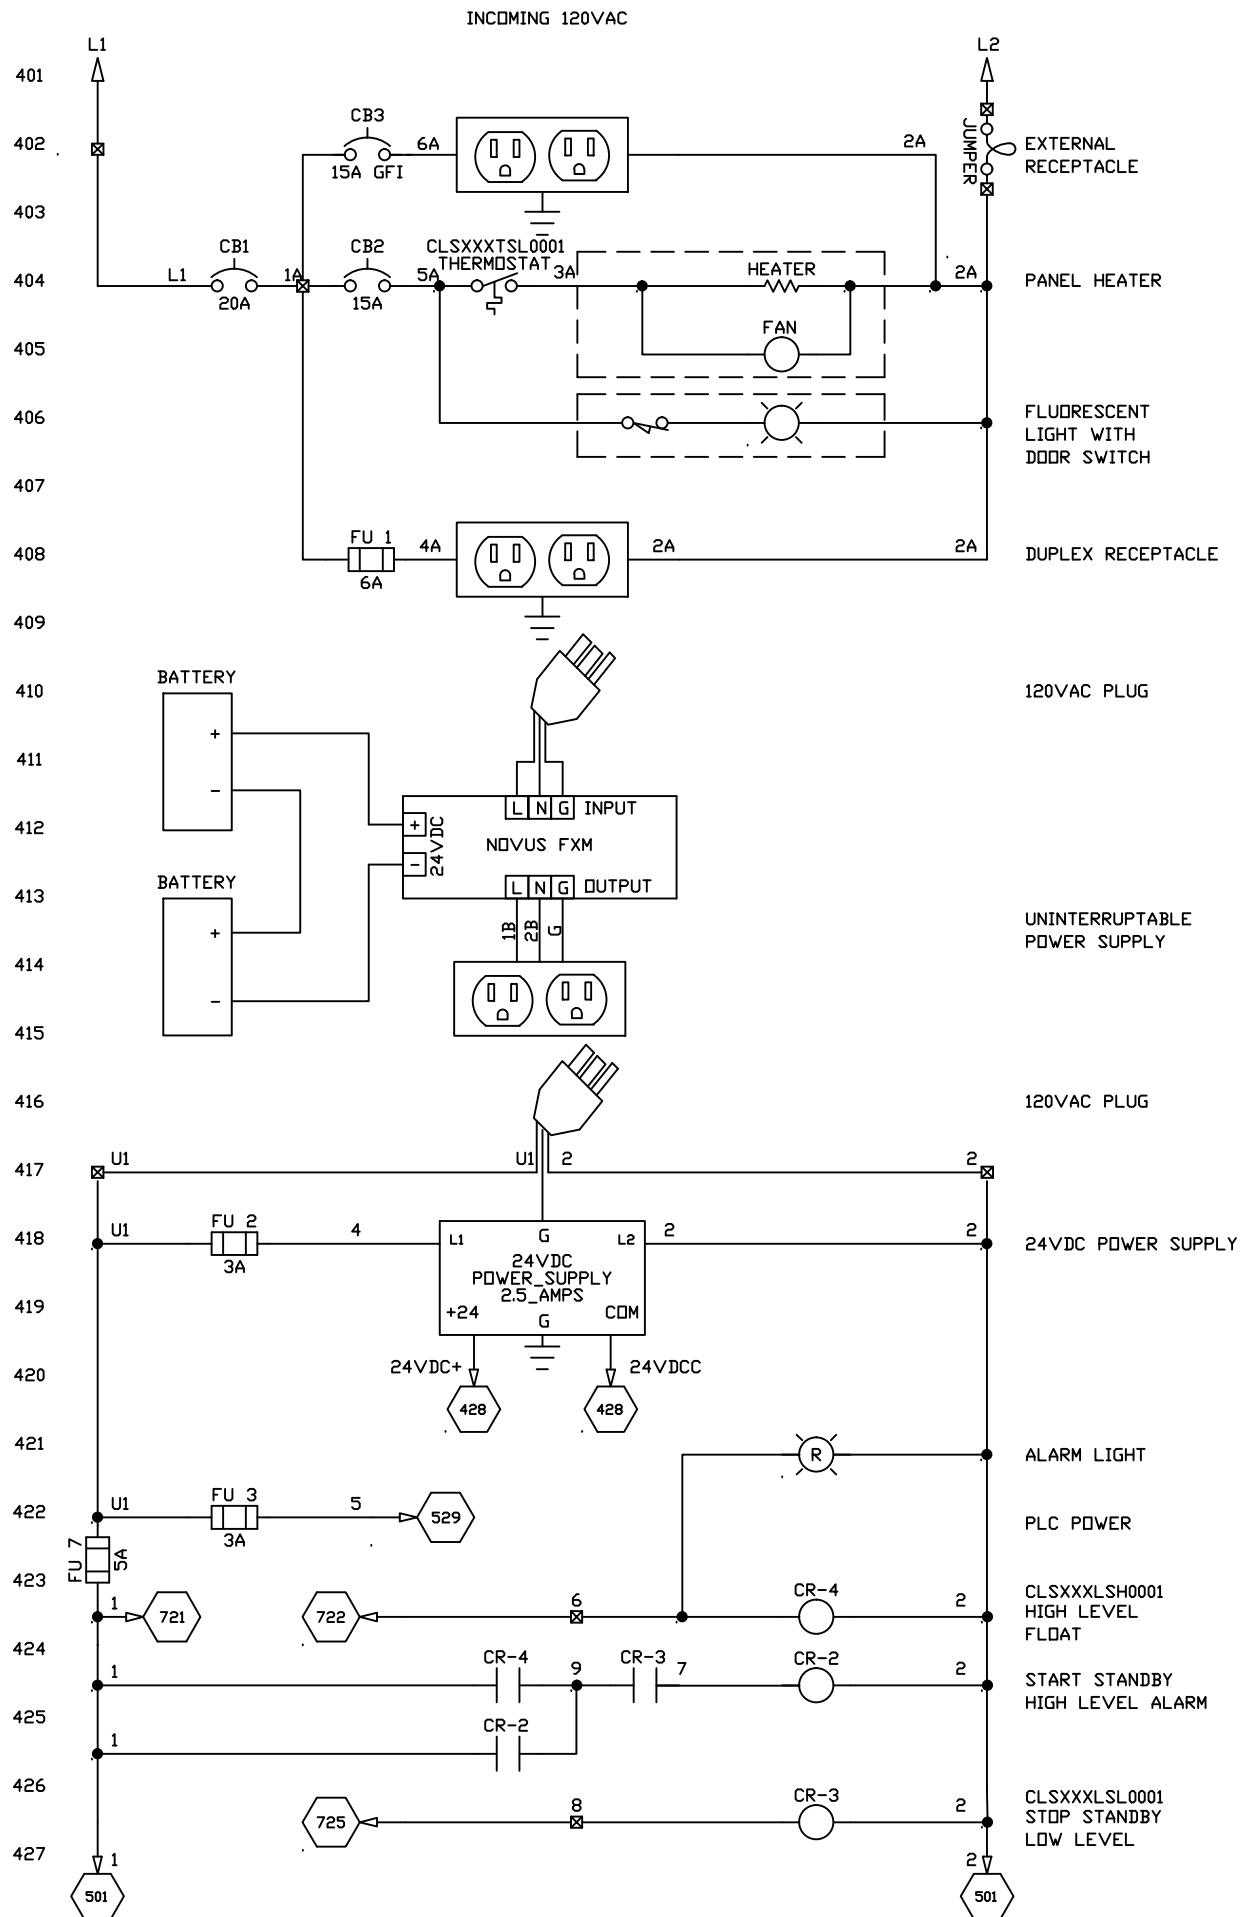 INCOMING 120VAC
L1
L2
401
CB3
402
6A
2A
JUMPER
EXTERNAL
RECEPTACLE
15A GFI
403
CB1
CB2
CLSXXXTSL0001
THERMOSTAT
HEATER
404
L1
1A
5A
3A
2A
PANEL HEATER
20A
15A
FAN
405
406
FLUORESCENT
LIGHT WITH
DOOR SWITCH
407
FU 1
408
4A
2A
2A
DUPLEX RECEPTACLE
6A
409
BATTERY
410
120VAC PLUG
+
411
-
L N G INPUT
412
+
24VDC
NOVUS FXM
-
BATTERY
413
L N G OUTPUT
UNINTERRUPTABLE
POWER SUPPLY
+
1B
2B
G
414
-
415
416
120VAC PLUG
417
U1
U1
2
2
FU 2
418
U1
4
L1
G
L2
2
2
24VDC POWER SUPPLY
3A
24VDC
POWER_SUPPLY
2.5_AMPS
419
+24
G
COM
24VDC+
24VDCC
420
428
428
421
R
ALARM LIGHT
FU 3
422
U1
5
529
PLC POWER
3A
FU 7
5A
423
CR-4
CLSXXXLSH0001
HIGH LEVEL
FLOAT
1
721
722
6
2
424
CR-4
CR-3
CR-2
1
9
7
2
START STANDBY
HIGH LEVEL ALARM
425
CR-2
1
426
CR-3
CLSXXXLSL0001
STOP STANDBY
LOW LEVEL
725
8
2
427
1
2
501
501